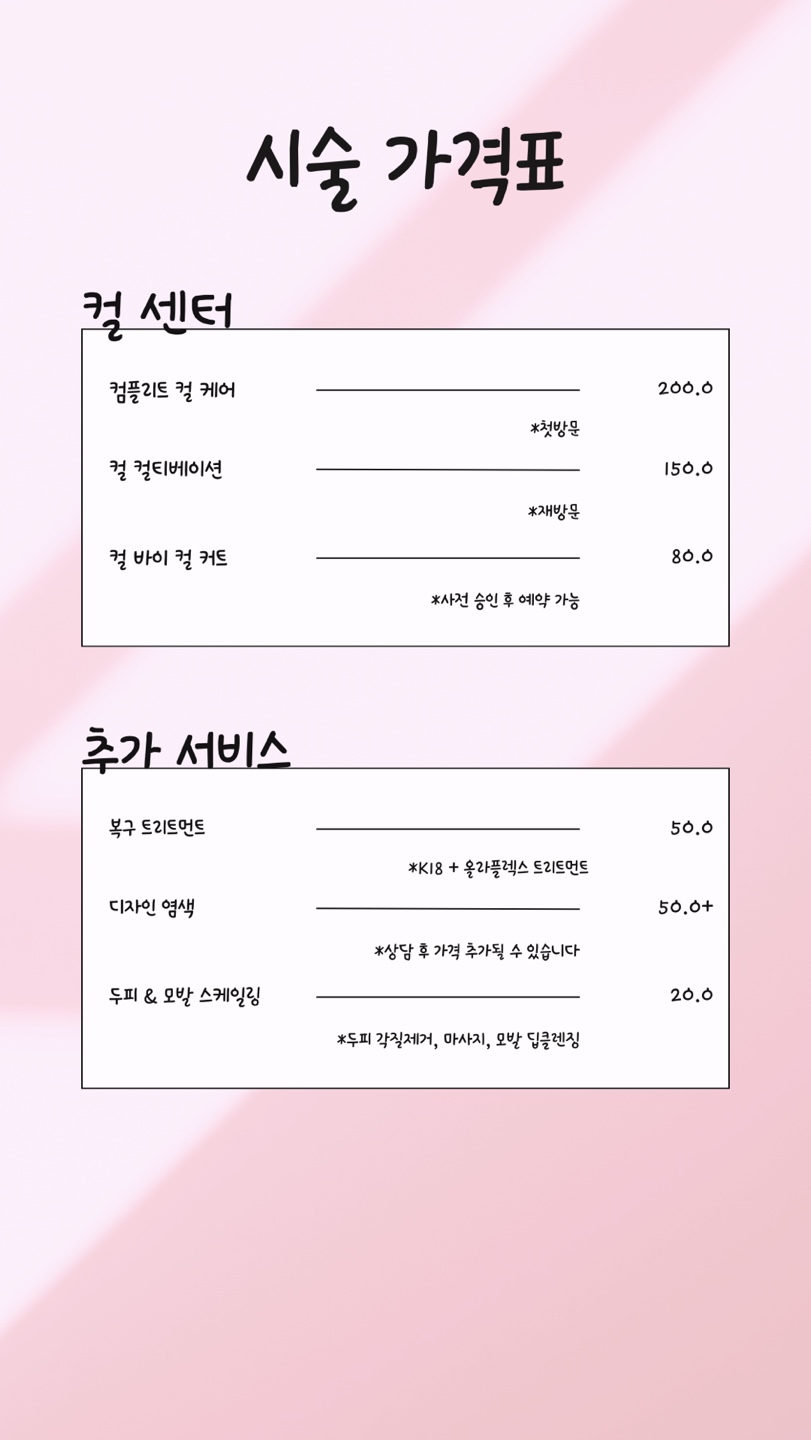 시술 가격표
컬 센터
컴플리트 컬 케어 200.0
*첫방문
컬 컬티베이션 150.0
*재방문
컬 바이 컬 커트 80.0
*사전 승인 후 예약 가능
추가 서비스
복구 트리트먼트 50.0
*K18 + 올라플렉스 트리트먼트
디자인 염색 50.0+
*상담 후 가격 추가될 수 있습니다
두피 & 모발 스케일링 20.0
*두피 각질제거, 마사지, 모발 딥클렌징